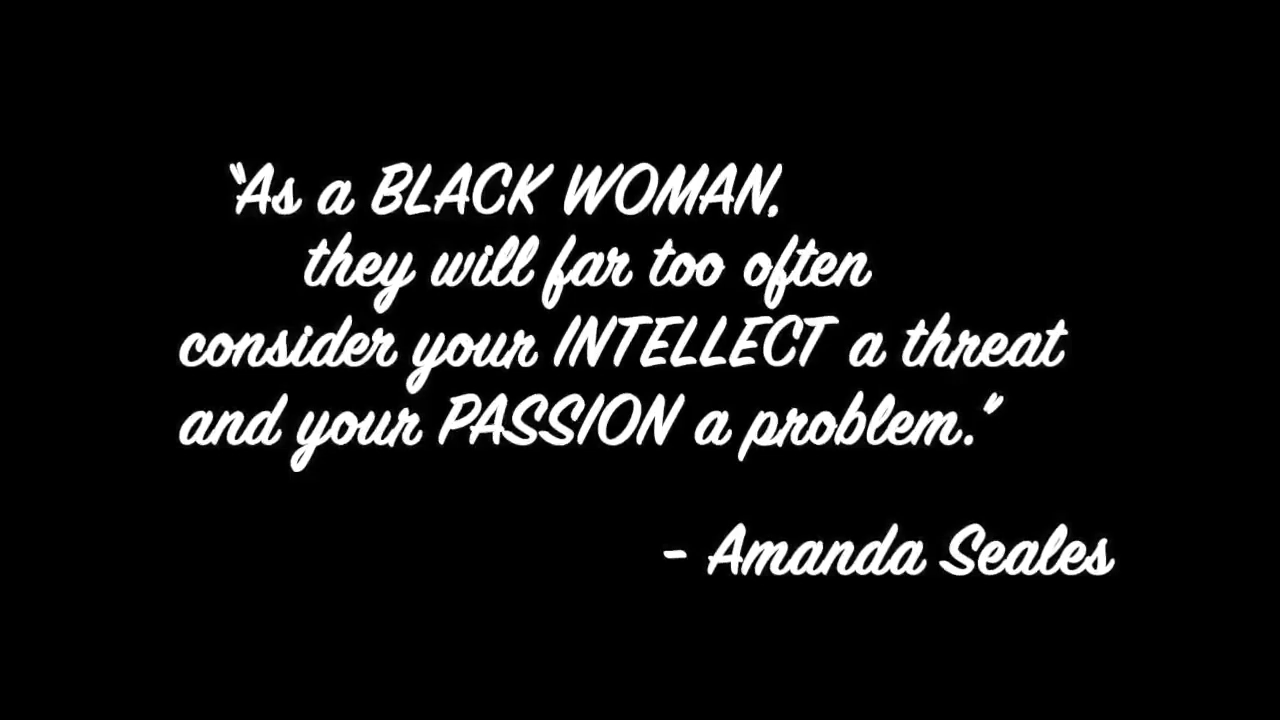 “As a BLACK WOMAN,
they will far too often
consider your INTELLECT a threat
and your PASSION a problem.”
- Amanda Seales